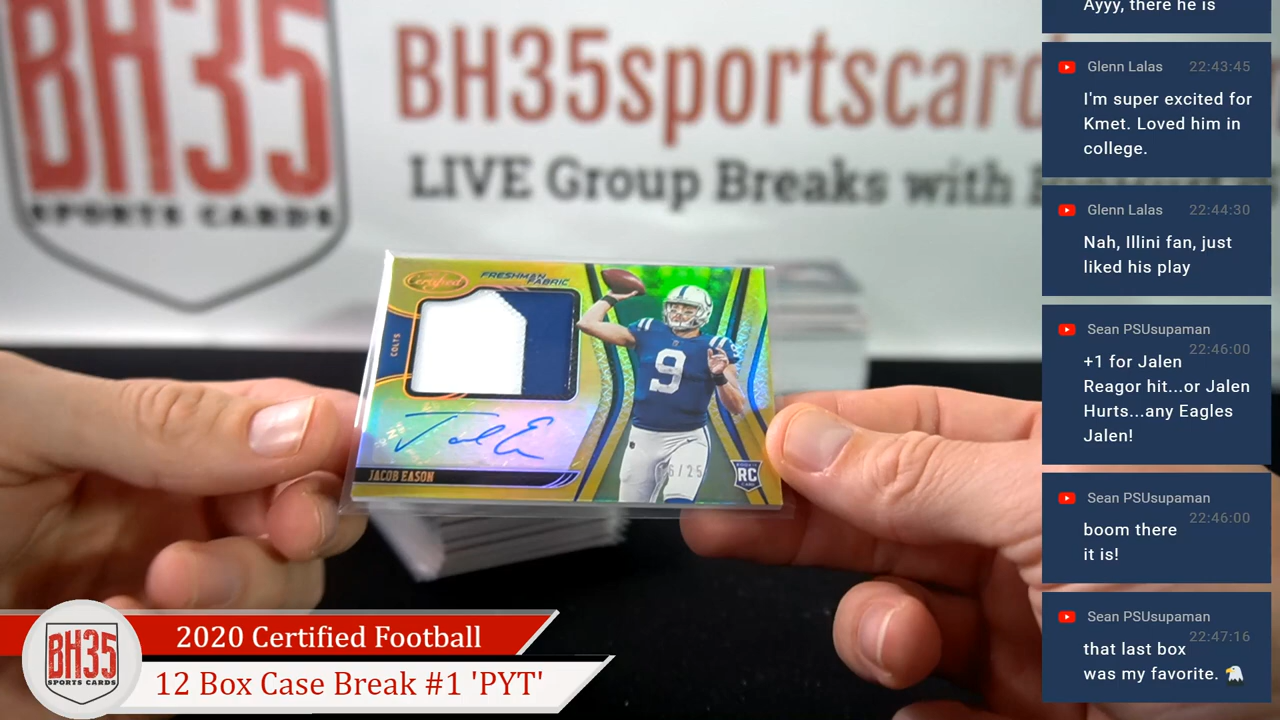 BH35
SPORTS CARDS
BH35sportscard
LIVE Group Breaks with
Certified
FRESHMAN
FABRIC
COLTS
9
JACOB EASON
/25
RC
BH35
SPORTS CARDS
2020 Certified Football
12 Box Case Break #1 'PYT'
Ayyy, there he is
Glenn Lalas 22:43:45
I'm super excited for
Kmet. Loved him in
college.
Glenn Lalas 22:44:30
Nah, Illini fan, just
liked his play
Sean PSUsupaman
22:46:00
+1 for Jalen
Reagor hit...or Jalen
Hurts...any Eagles
Jalen!
Sean PSUsupaman
22:46:00
boom there
it is!
Sean PSUsupaman
22:47:16
that last box
was my favorite. 🦅